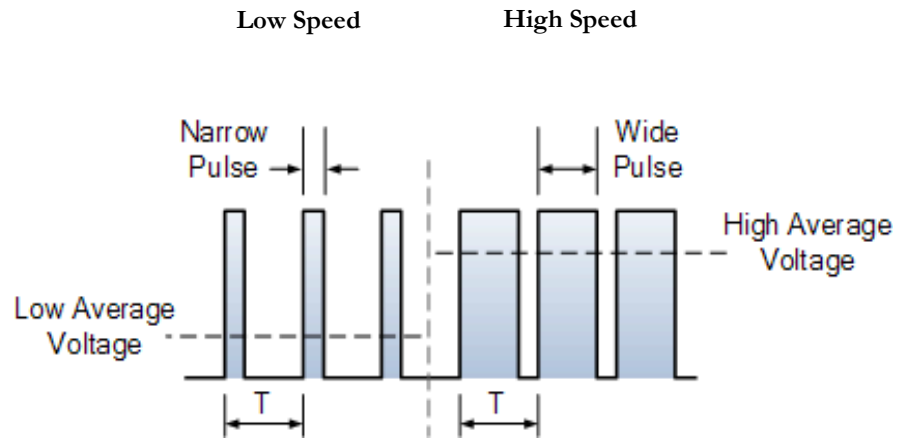 Low Speed
High Speed
Narrow
Pulse
Wide
Pulse
High Average
Voltage
Low Average
Voltage
T
T